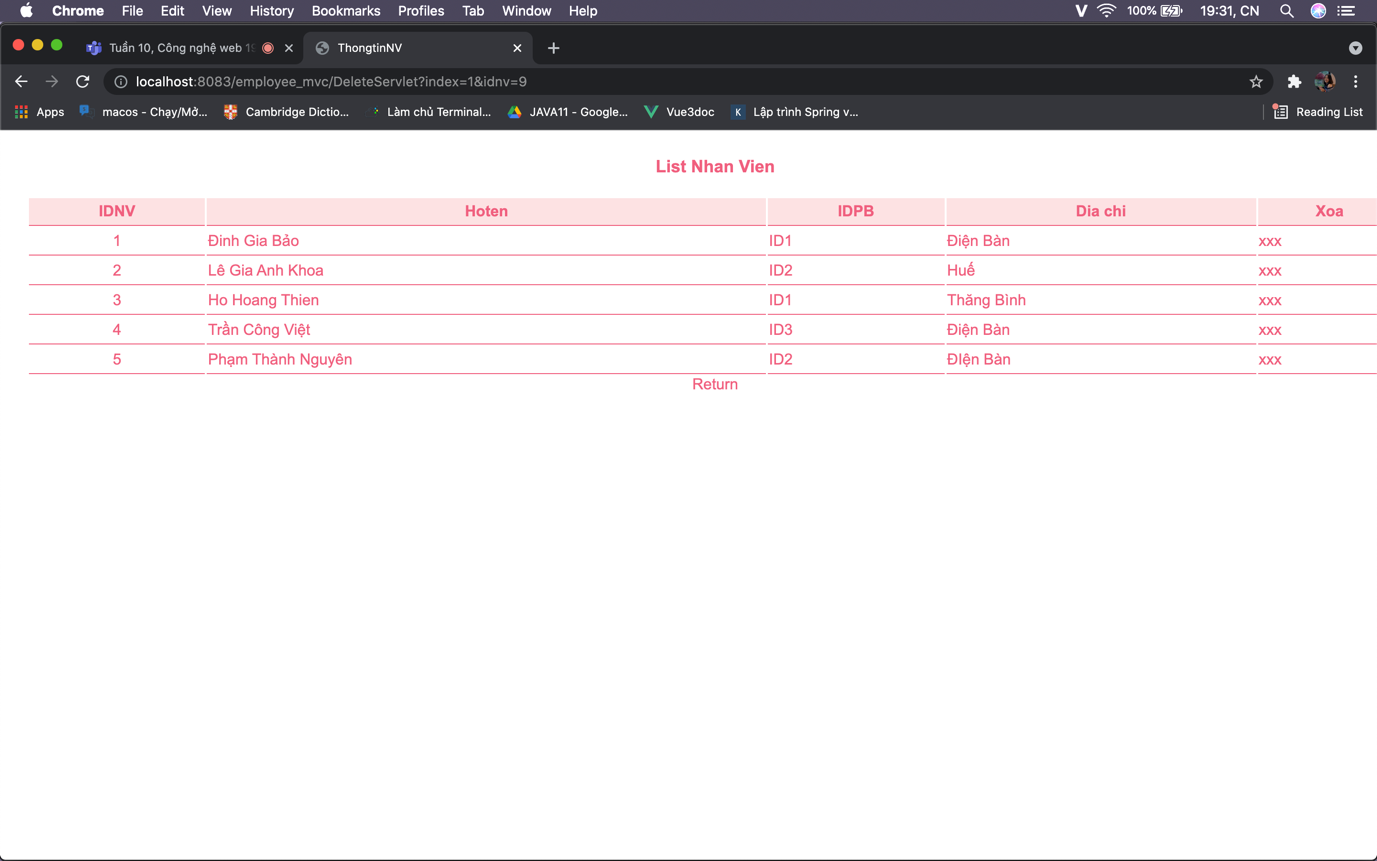 Chrome File Edit View History Bookmarks Profiles Tab Window Help V 100% 19:31, CN
Tuần 10, Công nghệ web ThongtinNV
localhost:8083/employee_mvc/DeleteServlet?index=1&idnv=9
Apps macos - Chạy/Mở... Cambridge Dictio... Làm chủ Terminal... JAVA11 - Google... Vue3doc K Lập trình Spring v... Reading List
List Nhan Vien
IDNV Hoten IDPB Dia chi Xoa
1 Đinh Gia Bảo ID1 Điện Bàn xxx
2 Lê Gia Anh Khoa ID2 Huế xxx
3 Ho Hoang Thien ID1 Thăng Bình xxx
4 Trần Công Việt ID3 Điện Bàn xxx
5 Phạm Thành Nguyên ID2 ĐIện Bàn xxx
Return